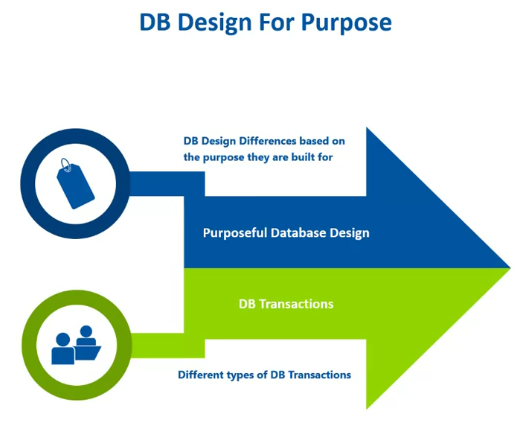 DB Design For Purpose
DB Design Differences based on
the purpose they are built for
Purposeful Database Design
DB Transactions
Different types of DB Transactions